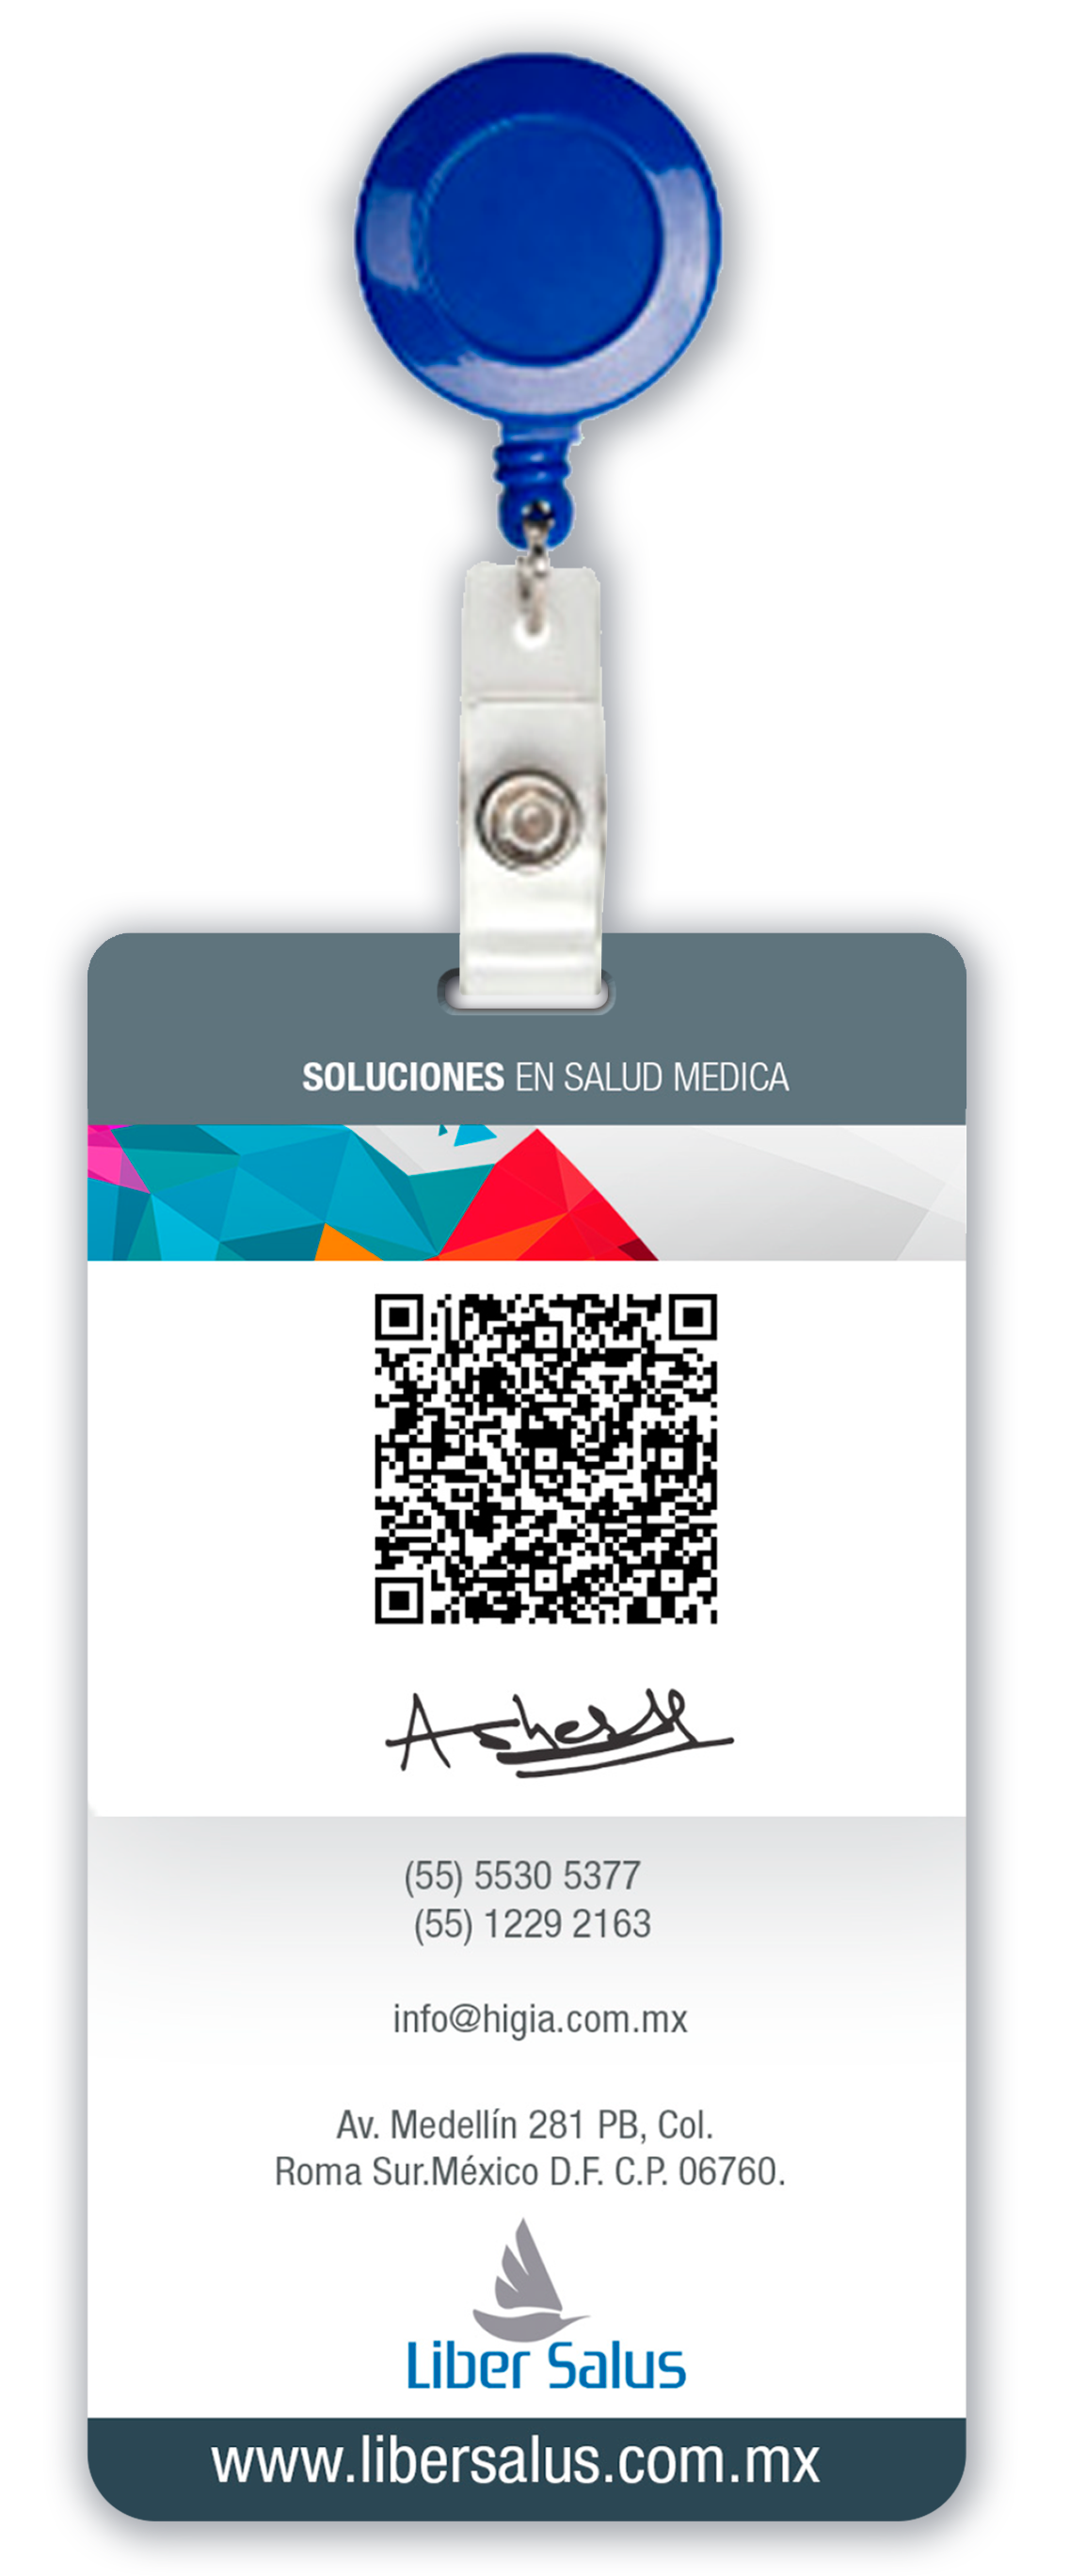 SOLUCIONES EN SALUD MEDICA
(55) 5530 5377
(55) 1229 2163
info@higia.com.mx
Av. Medellín 281 PB, Col.
Roma Sur.México D.F. C.P. 06760.
Liber Salus
www.libersalus.com.mx